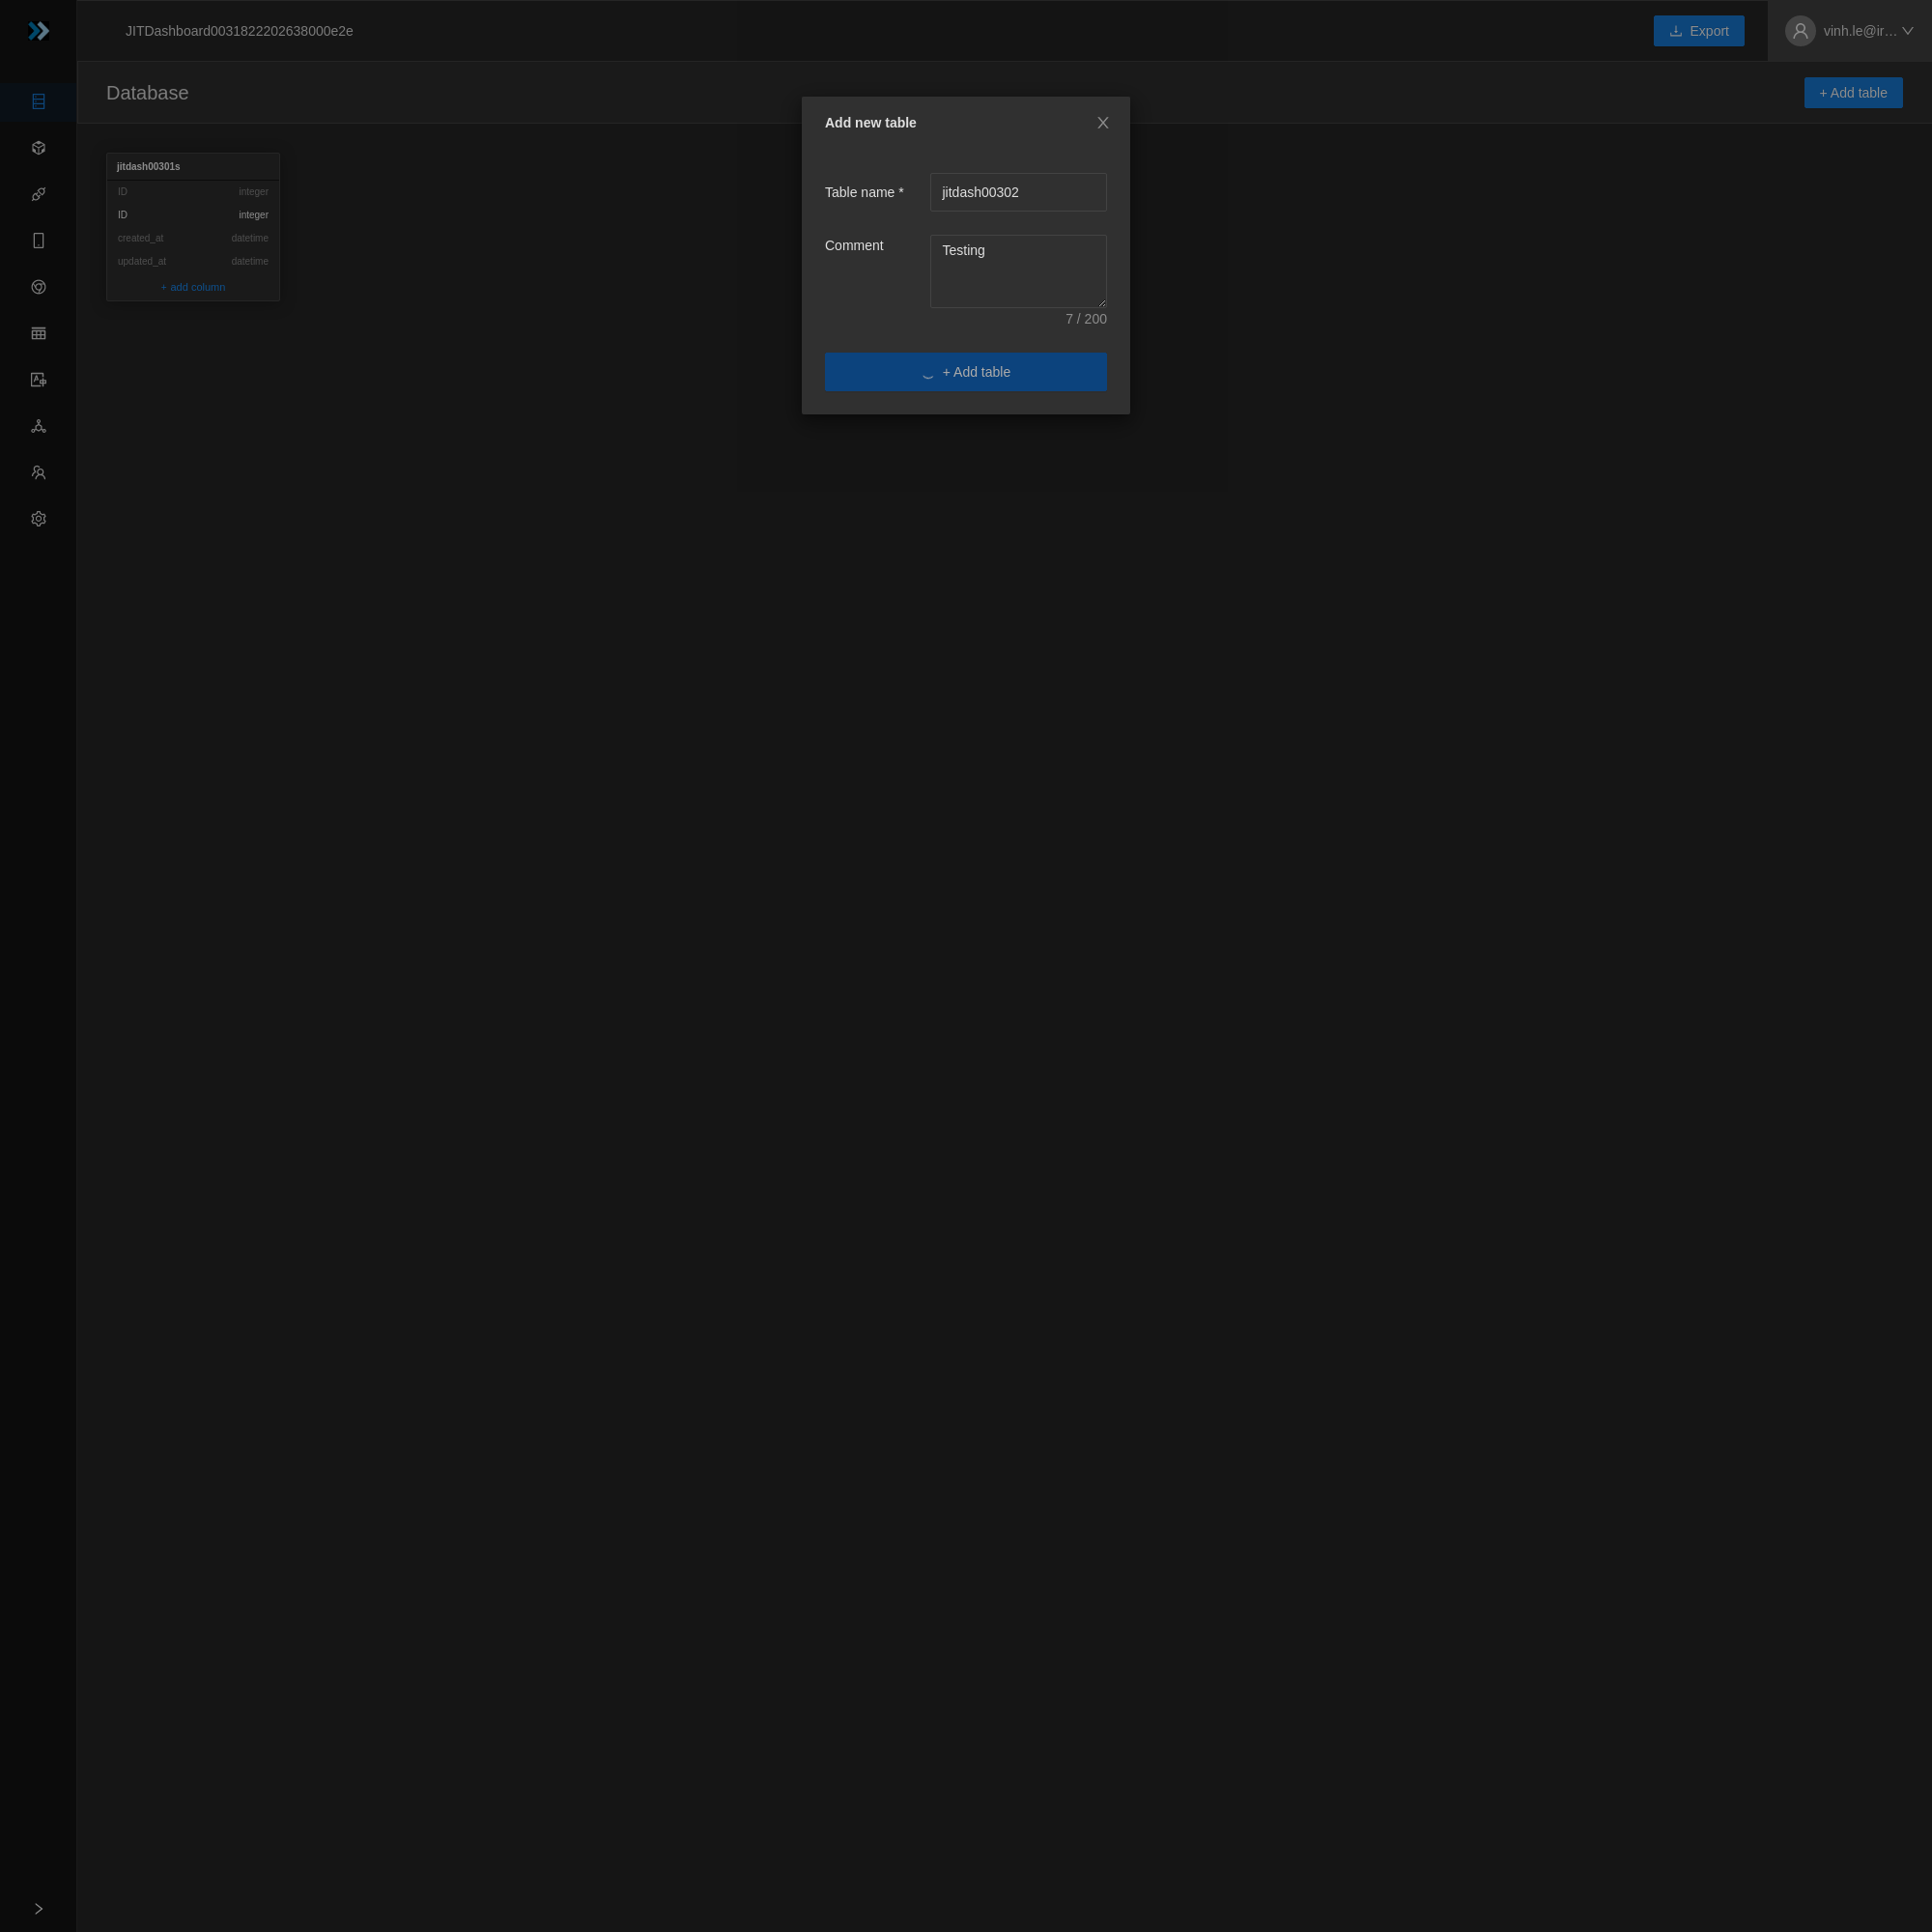 JITDashboard0031822202638000e2e
Export
vinh.le@ir…
Database
+ Add table
Add new table
jitdash00301s
ID integer
ID integer
created_at datetime
updated_at datetime
+ add column
Table name *
jitdash00302
Comment
Testing
7 / 200
+ Add table